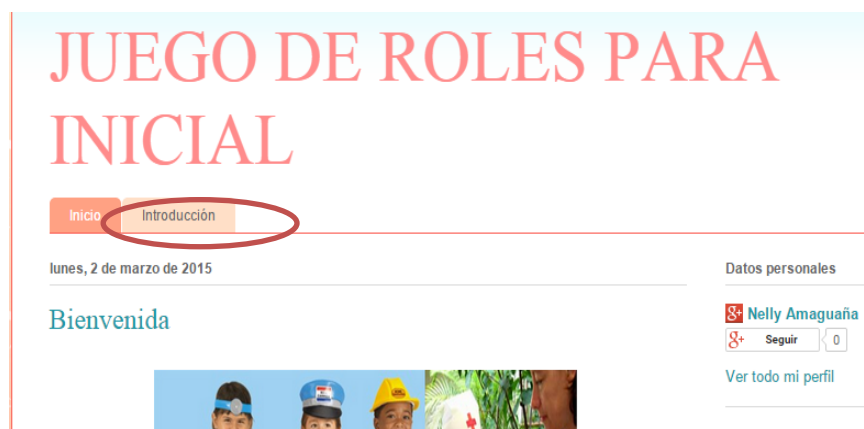 JUEGO DE ROLES PARA
INICIAL
Inicio
Introducción
lunes, 2 de marzo de 2015
Datos personales
Bienvenida
Nelly Amaguaña
Seguir
0
Ver todo mi perfil